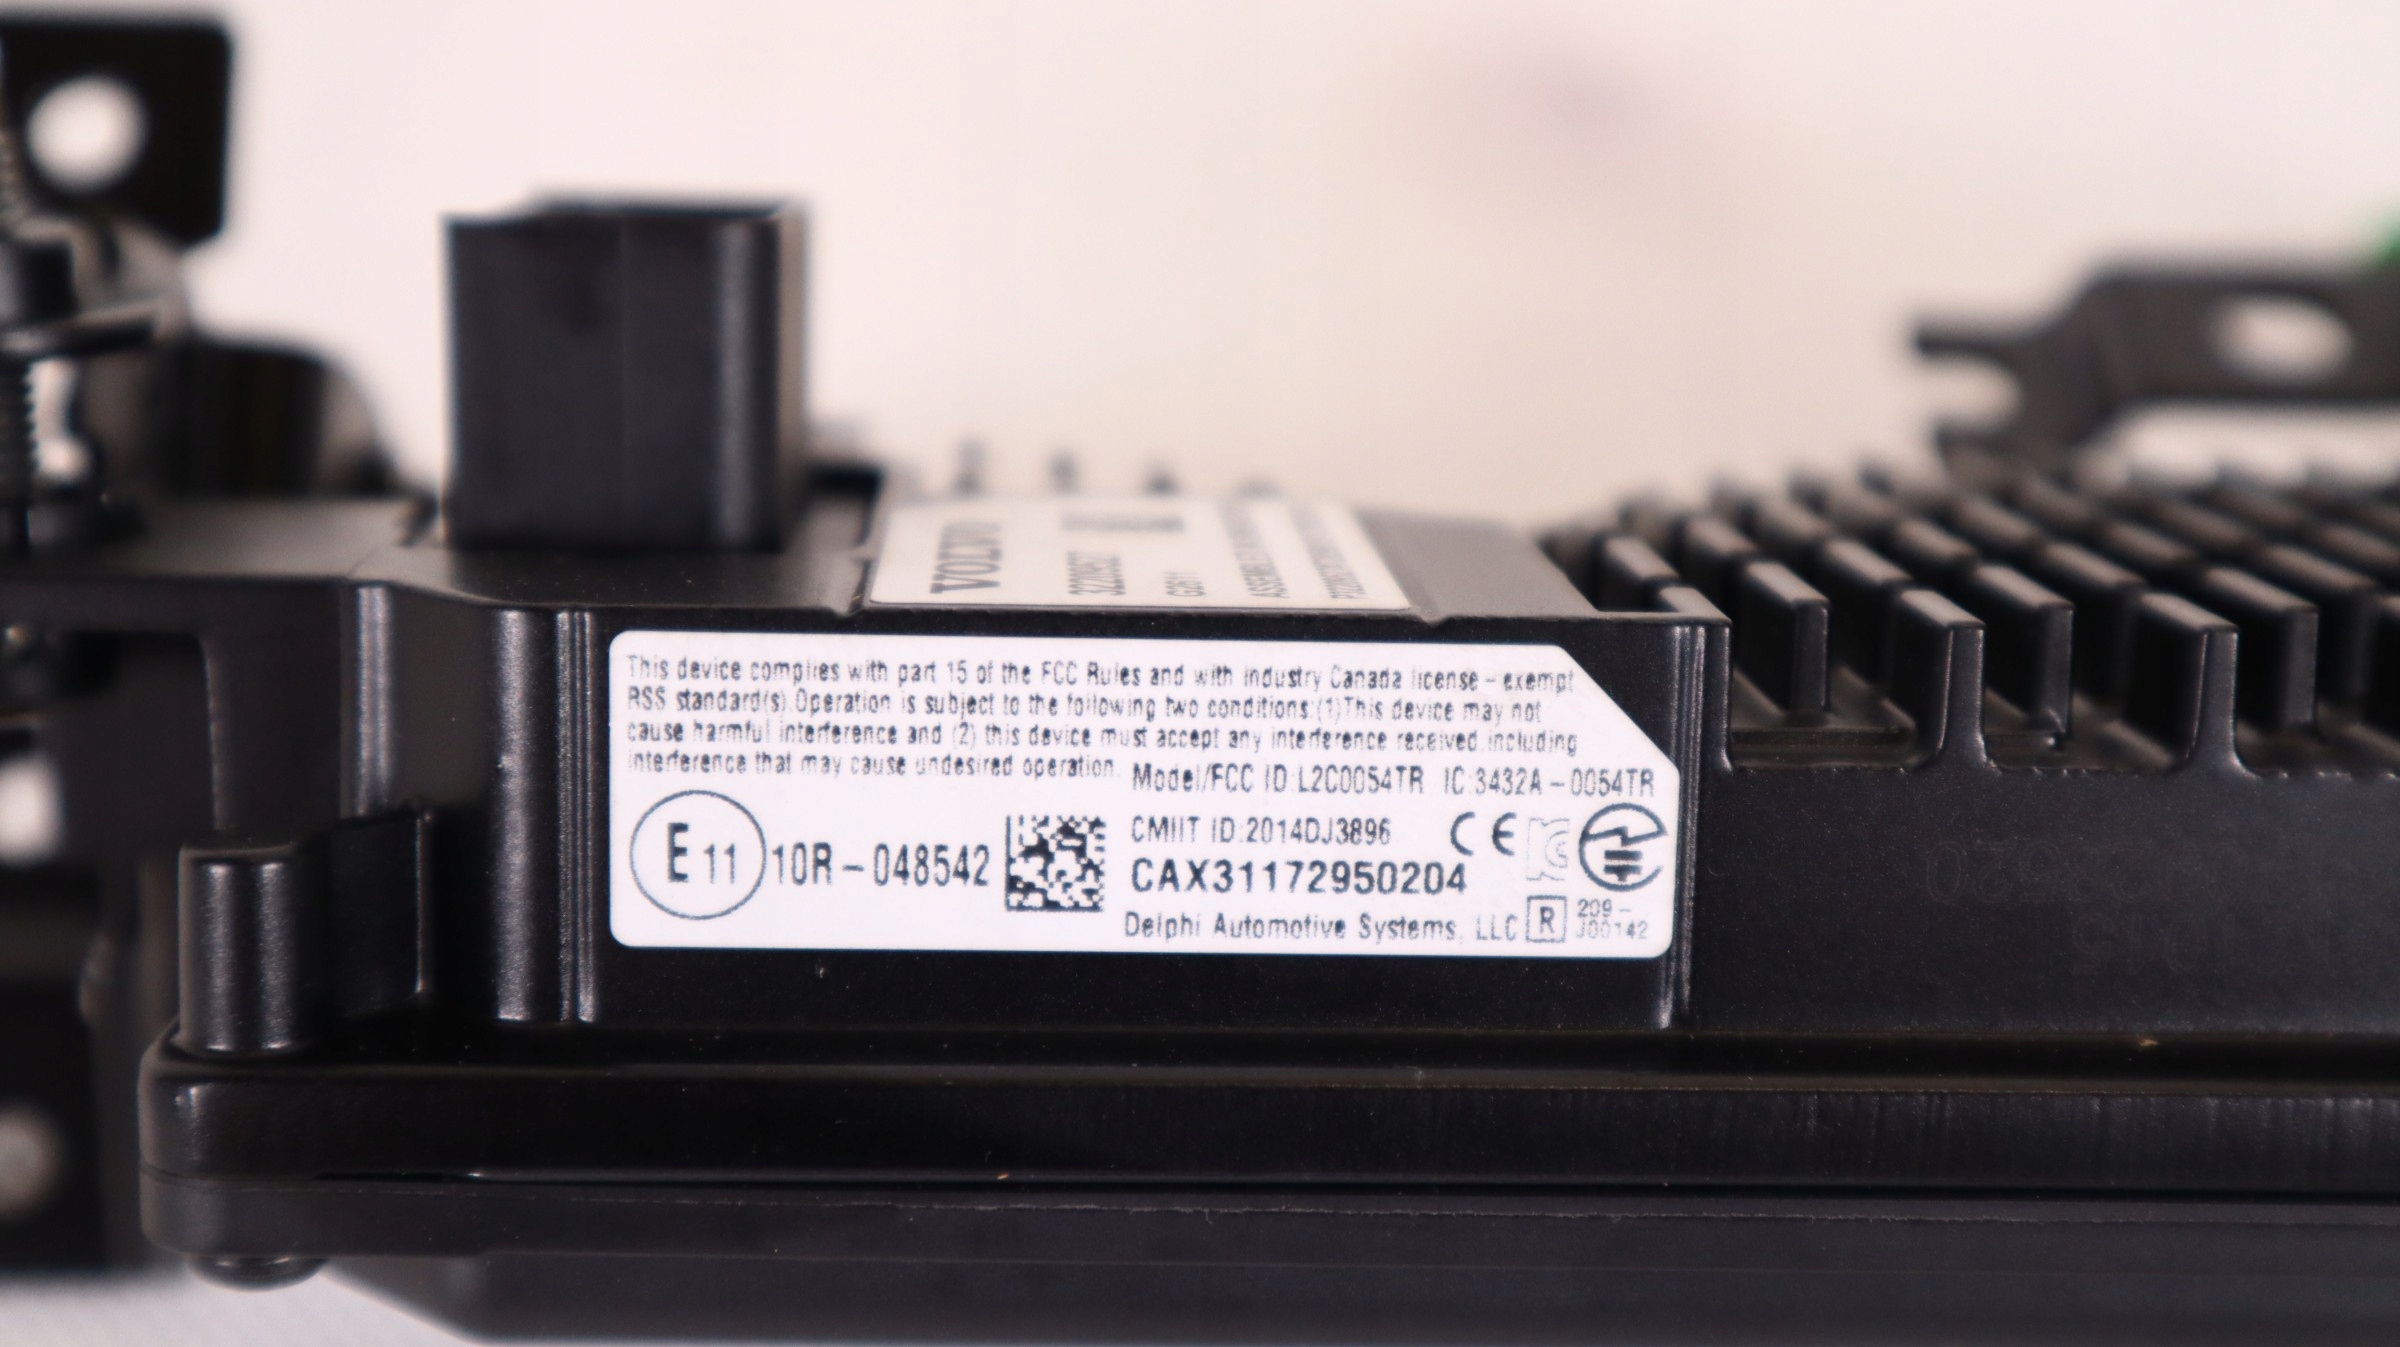 VOLVO
This device complies with part 15 of the FCC Rules and with Industry Canada license-exempt
RSS standard(s).Operation is subject to the following two conditions:(1)This device may not
cause harmful interference and (2) this device must accept any interference received,including
interference that may cause undesired operation.
Model/FCC ID:L2C0054TR IC:3432A-0054TR
E11 10R-048542
CMIIT ID:2014DJ3896 CE
CAX31172950204
Delphi Automotive Systems, LLC R 209-
J00142